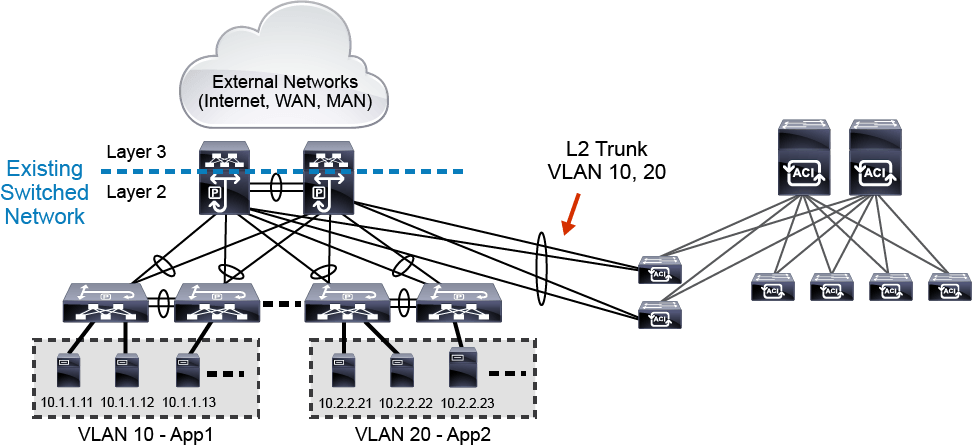 External Networks
(Internet, WAN, MAN)
Layer 3
Existing
Switched
Network
Layer 2
P
P
L2 Trunk
VLAN 10, 20
ACI
ACI
ACI
ACI
ACI
ACI
ACI
ACI
P
P
P
P
10.1.1.11
10.1.1.12
10.1.1.13
10.2.2.21
10.2.2.22
10.2.2.23
VLAN 10 - App1
VLAN 20 - App2